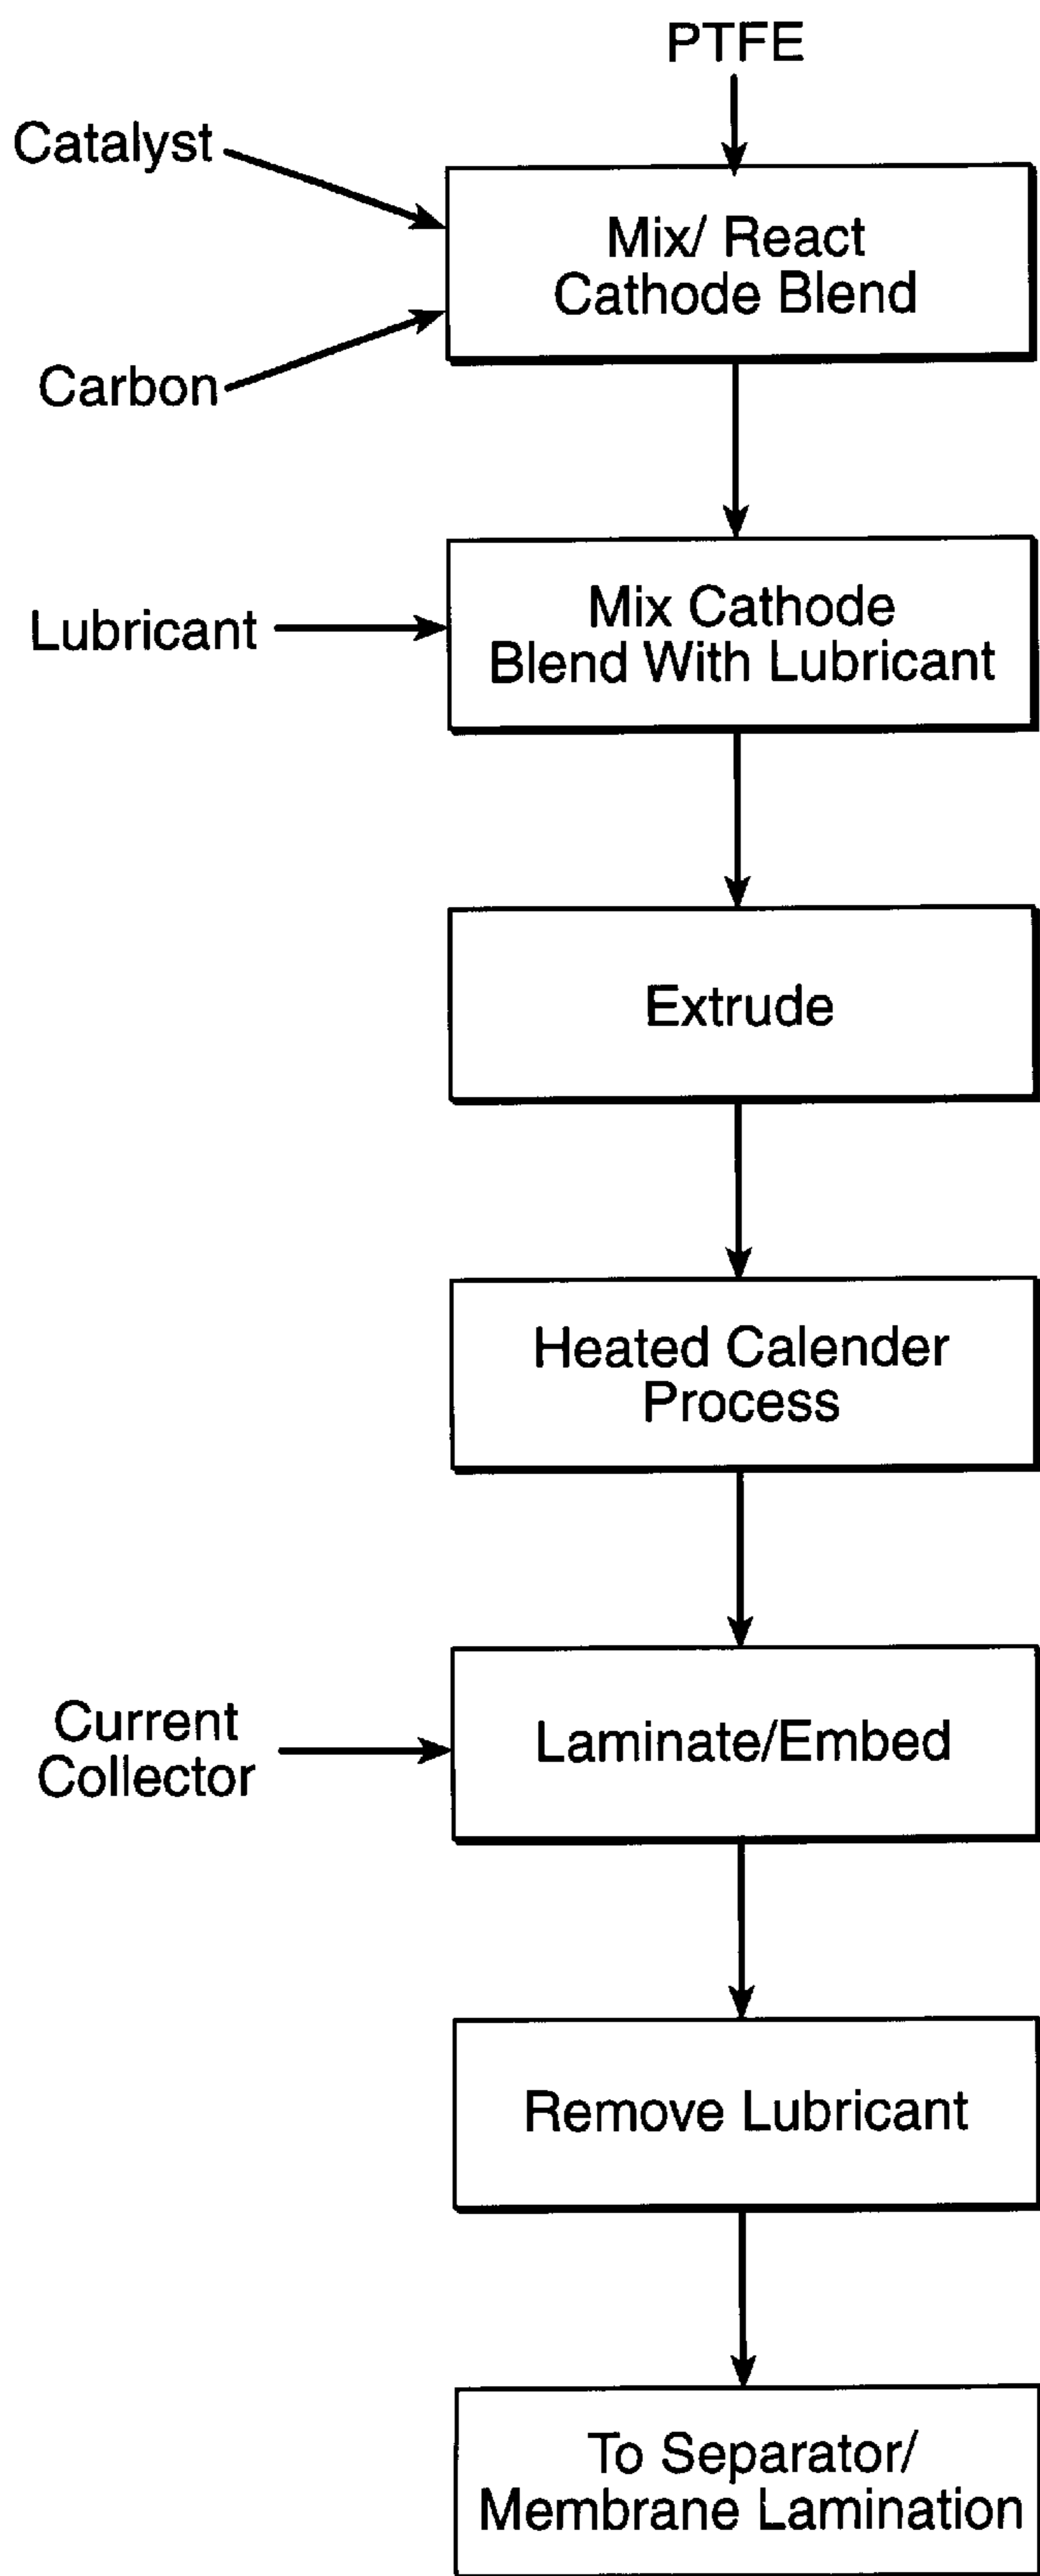 PTFE
Catalyst
Mix/ React
Cathode Blend
Carbon
Mix Cathode
Blend With Lubricant
Lubricant
Extrude
Heated Calender
Process
Current
Collector
Laminate/Embed
Remove Lubricant
To Separator/
Membrane Lamination